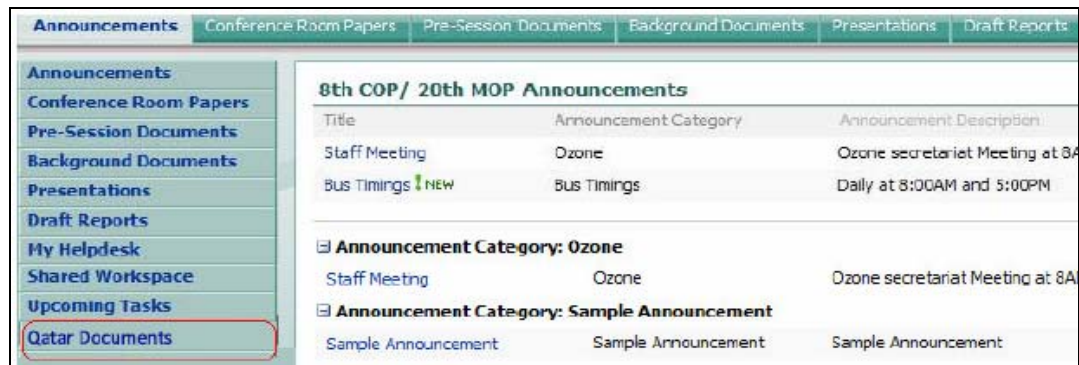 Announcements Conference Room Papers Pre-Session Documents Background Documents Presentations Draft Reports
Announcements
Conference Room Papers
Pre-Session Documents
Background Documents
Presentations
Draft Reports
My Helpdesk
Shared Workspace
Upcoming Tasks
Qatar Documents
8th COP/ 20th MOP Announcements
Title Announcement Category Announcement Description
Staff Meeting Ozone Ozone secretariat Meeting at 8A
Bus Timings ! NEW Bus Timings Daily at 8:00AM and 5:00PM
Announcement Category: Ozone
Staff Meeting Ozone Ozone secretariat Meeting at 8A
Announcement Category: Sample Announcement
Sample Announcement Sample Announcement Sample Announcement